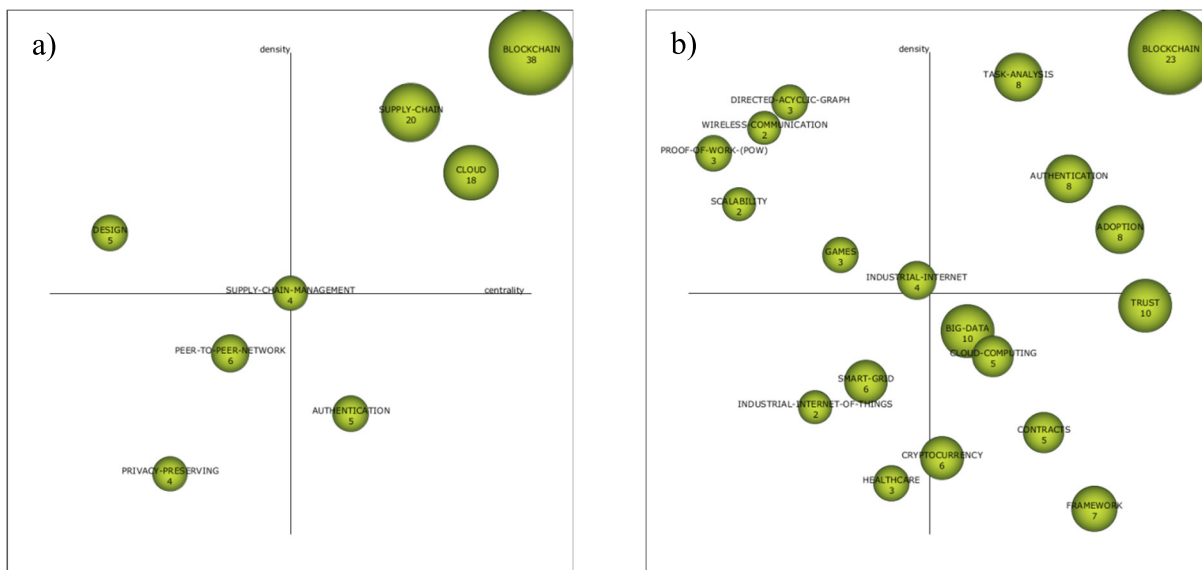 a)
density
BLOCKCHAIN
38
SUPPLY-CHAIN
20
CLOUD
18
DESIGN
5
SUPPLY-CHAIN-MANAGEMENT
4
centrality
PEER-TO-PEER-NETWORK
6
AUTHENTICATION
5
PRIVACY-PRESERVING
4
b)
density
BLOCKCHAIN
23
TASK-ANALYSIS
8
DIRECTED-ACYCLIC-GRAPH
3
WIRELESS-COMMUNICATION
2
PROOF-OF-WORK-(POW)
3
AUTHENTICATION
8
SCALABILITY
2
ADOPTION
8
GAMES
3
INDUSTRIAL-INTERNET
4
centrality
TRUST
10
BIG-DATA
10
CLOUD-COMPUTING
5
SMART-GRID
6
INDUSTRIAL-INTERNET-OF-THINGS
2
CONTRACTS
5
CRYPTOCURRENCY
6
HEALTHCARE
3
FRAMEWORK
7